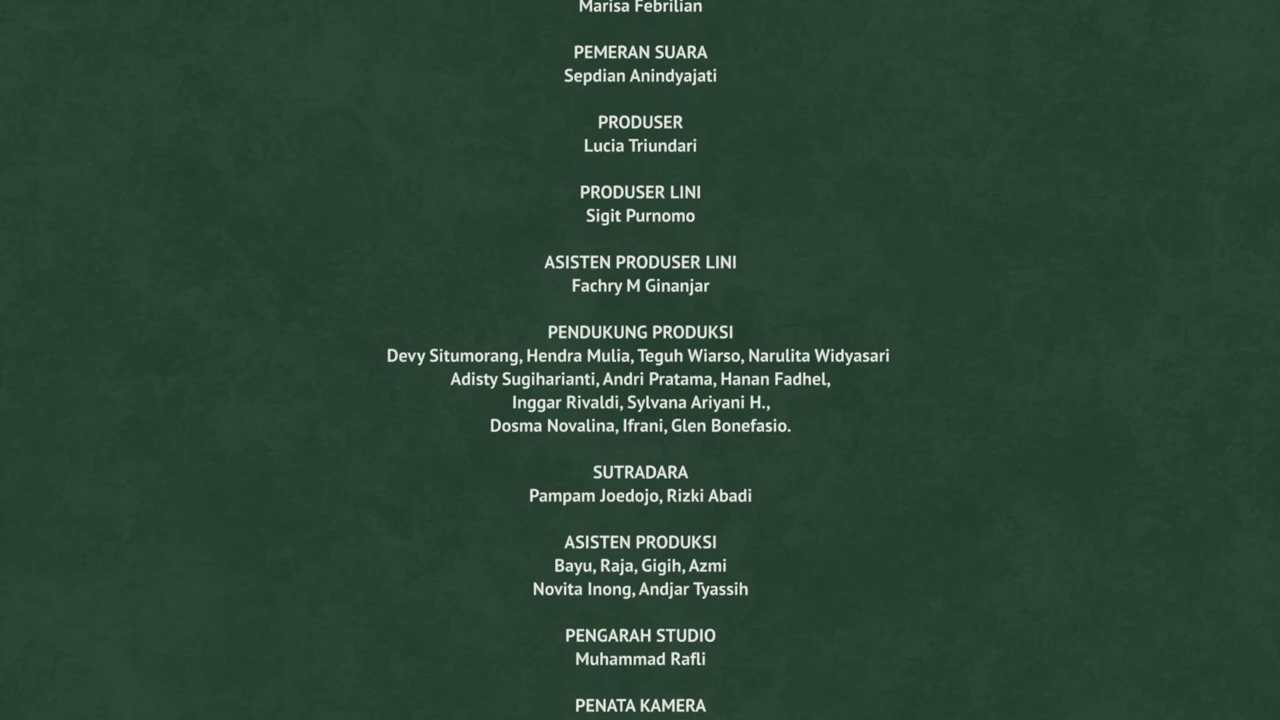 Marisa Febrilian
PEMERAN SUARA
Sepdian Anindyajati
PRODUSER
Lucia Triundari
PRODUSER LINI
Sigit Purnomo
ASISTEN PRODUSER LINI
Fachry M Ginanjar
PENDUKUNG PRODUKSI
Devy Situmorang, Hendra Mulia, Teguh Wiarso, Narulita Widyasari
Adisty Sugiharianti, Andri Pratama, Hanan Fadhel,
Inggar Rivaldi, Sylvana Ariyani H.,
Dosma Novalina, Ifrani, Glen Bonefasio.
SUTRADARA
Pampam Joedojo, Rizki Abadi
ASISTEN PRODUKSI
Bayu, Raja, Gigih, Azmi
Novita Inong, Andjar Tyassih
PENGARAH STUDIO
Muhammad Rafli
PENATA KAMERA